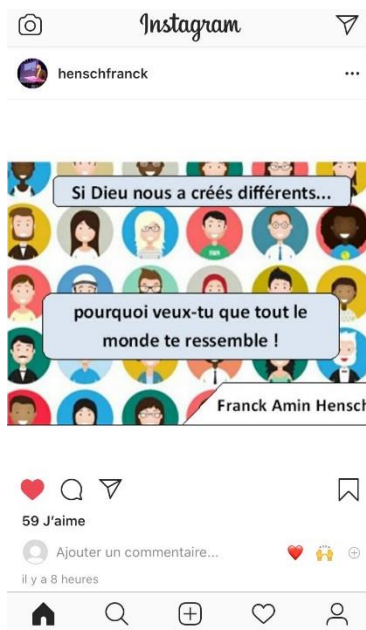 Instagram
henschfranck
Si Dieu nous a créés différents...
pourquoi veux-tu que tout le
monde te ressemble !
Franck Amin Hensch
59 J'aime
Ajouter un commentaire...
il y a 8 heures